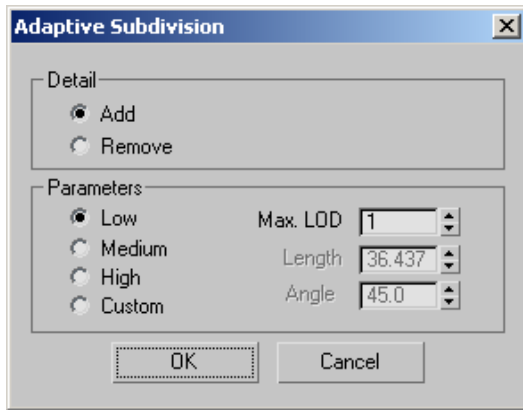 Adaptive Subdivision
Detail
Add
Remove
Parameters
Low Max. LOD 1
Medium Length 36.437
High Angle 45.0
Custom
OK Cancel